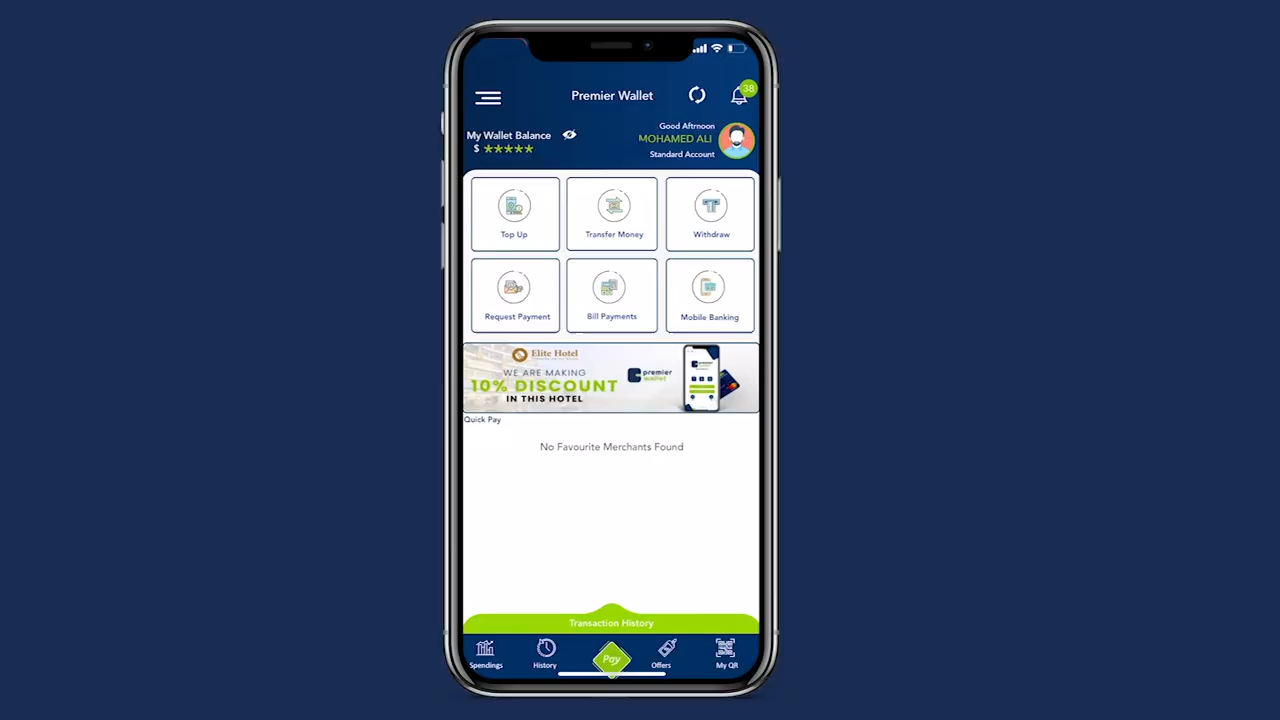 Premier Wallet
38
My Wallet Balance
$ *****
Good Aftrnoon
MOHAMED ALI
Standard Account
Top Up
Transfer Money
Withdraw
Request Payment
Bill Payments
Mobile Banking
Elite Hotel
WE ARE MAKING
10% DISCOUNT
IN THIS HOTEL
premier
wallet
Quick Pay
No Favourite Merchants Found
Transaction History
Spendings
History
Pay
Offers
My QR